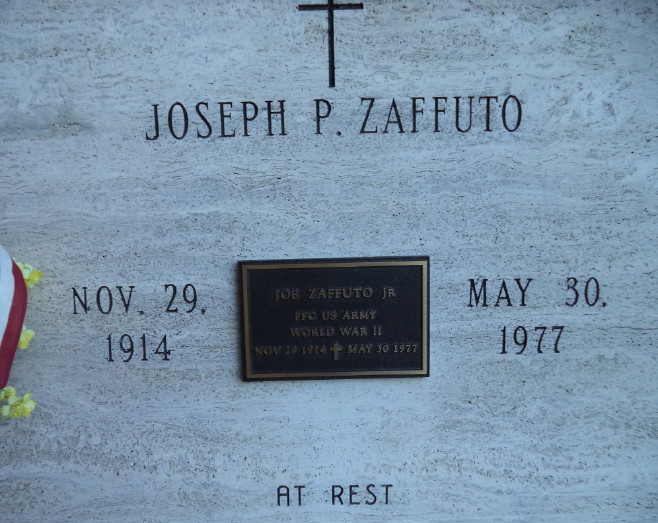 JOSEPH P. ZAFFUTO
NOV. 29. 1914
JOE ZAFFUTO JR
PFC US ARMY
WORLD WAR II
NOV 29 1914 ✝ MAY 30 1977
MAY 30. 1977
AT REST